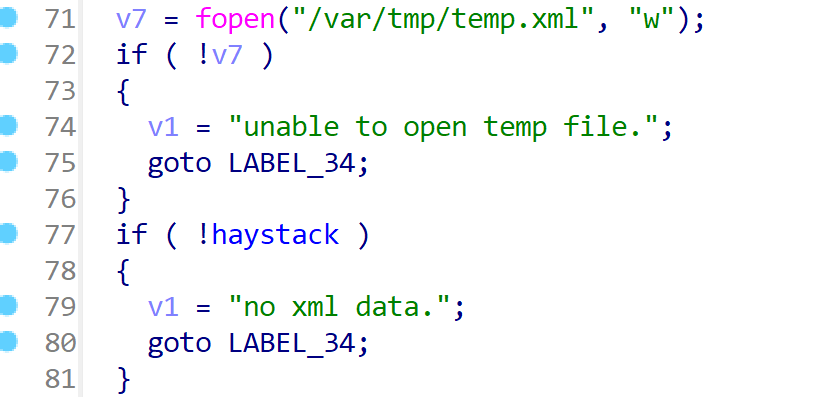 71 v7 = fopen("/var/tmp/temp.xml", "w");
72 if ( !v7 )
73 {
74 v1 = "unable to open temp file.";
75 goto LABEL_34;
76 }
77 if ( !haystack )
78 {
79 v1 = "no xml data.";
80 goto LABEL_34;
81 }